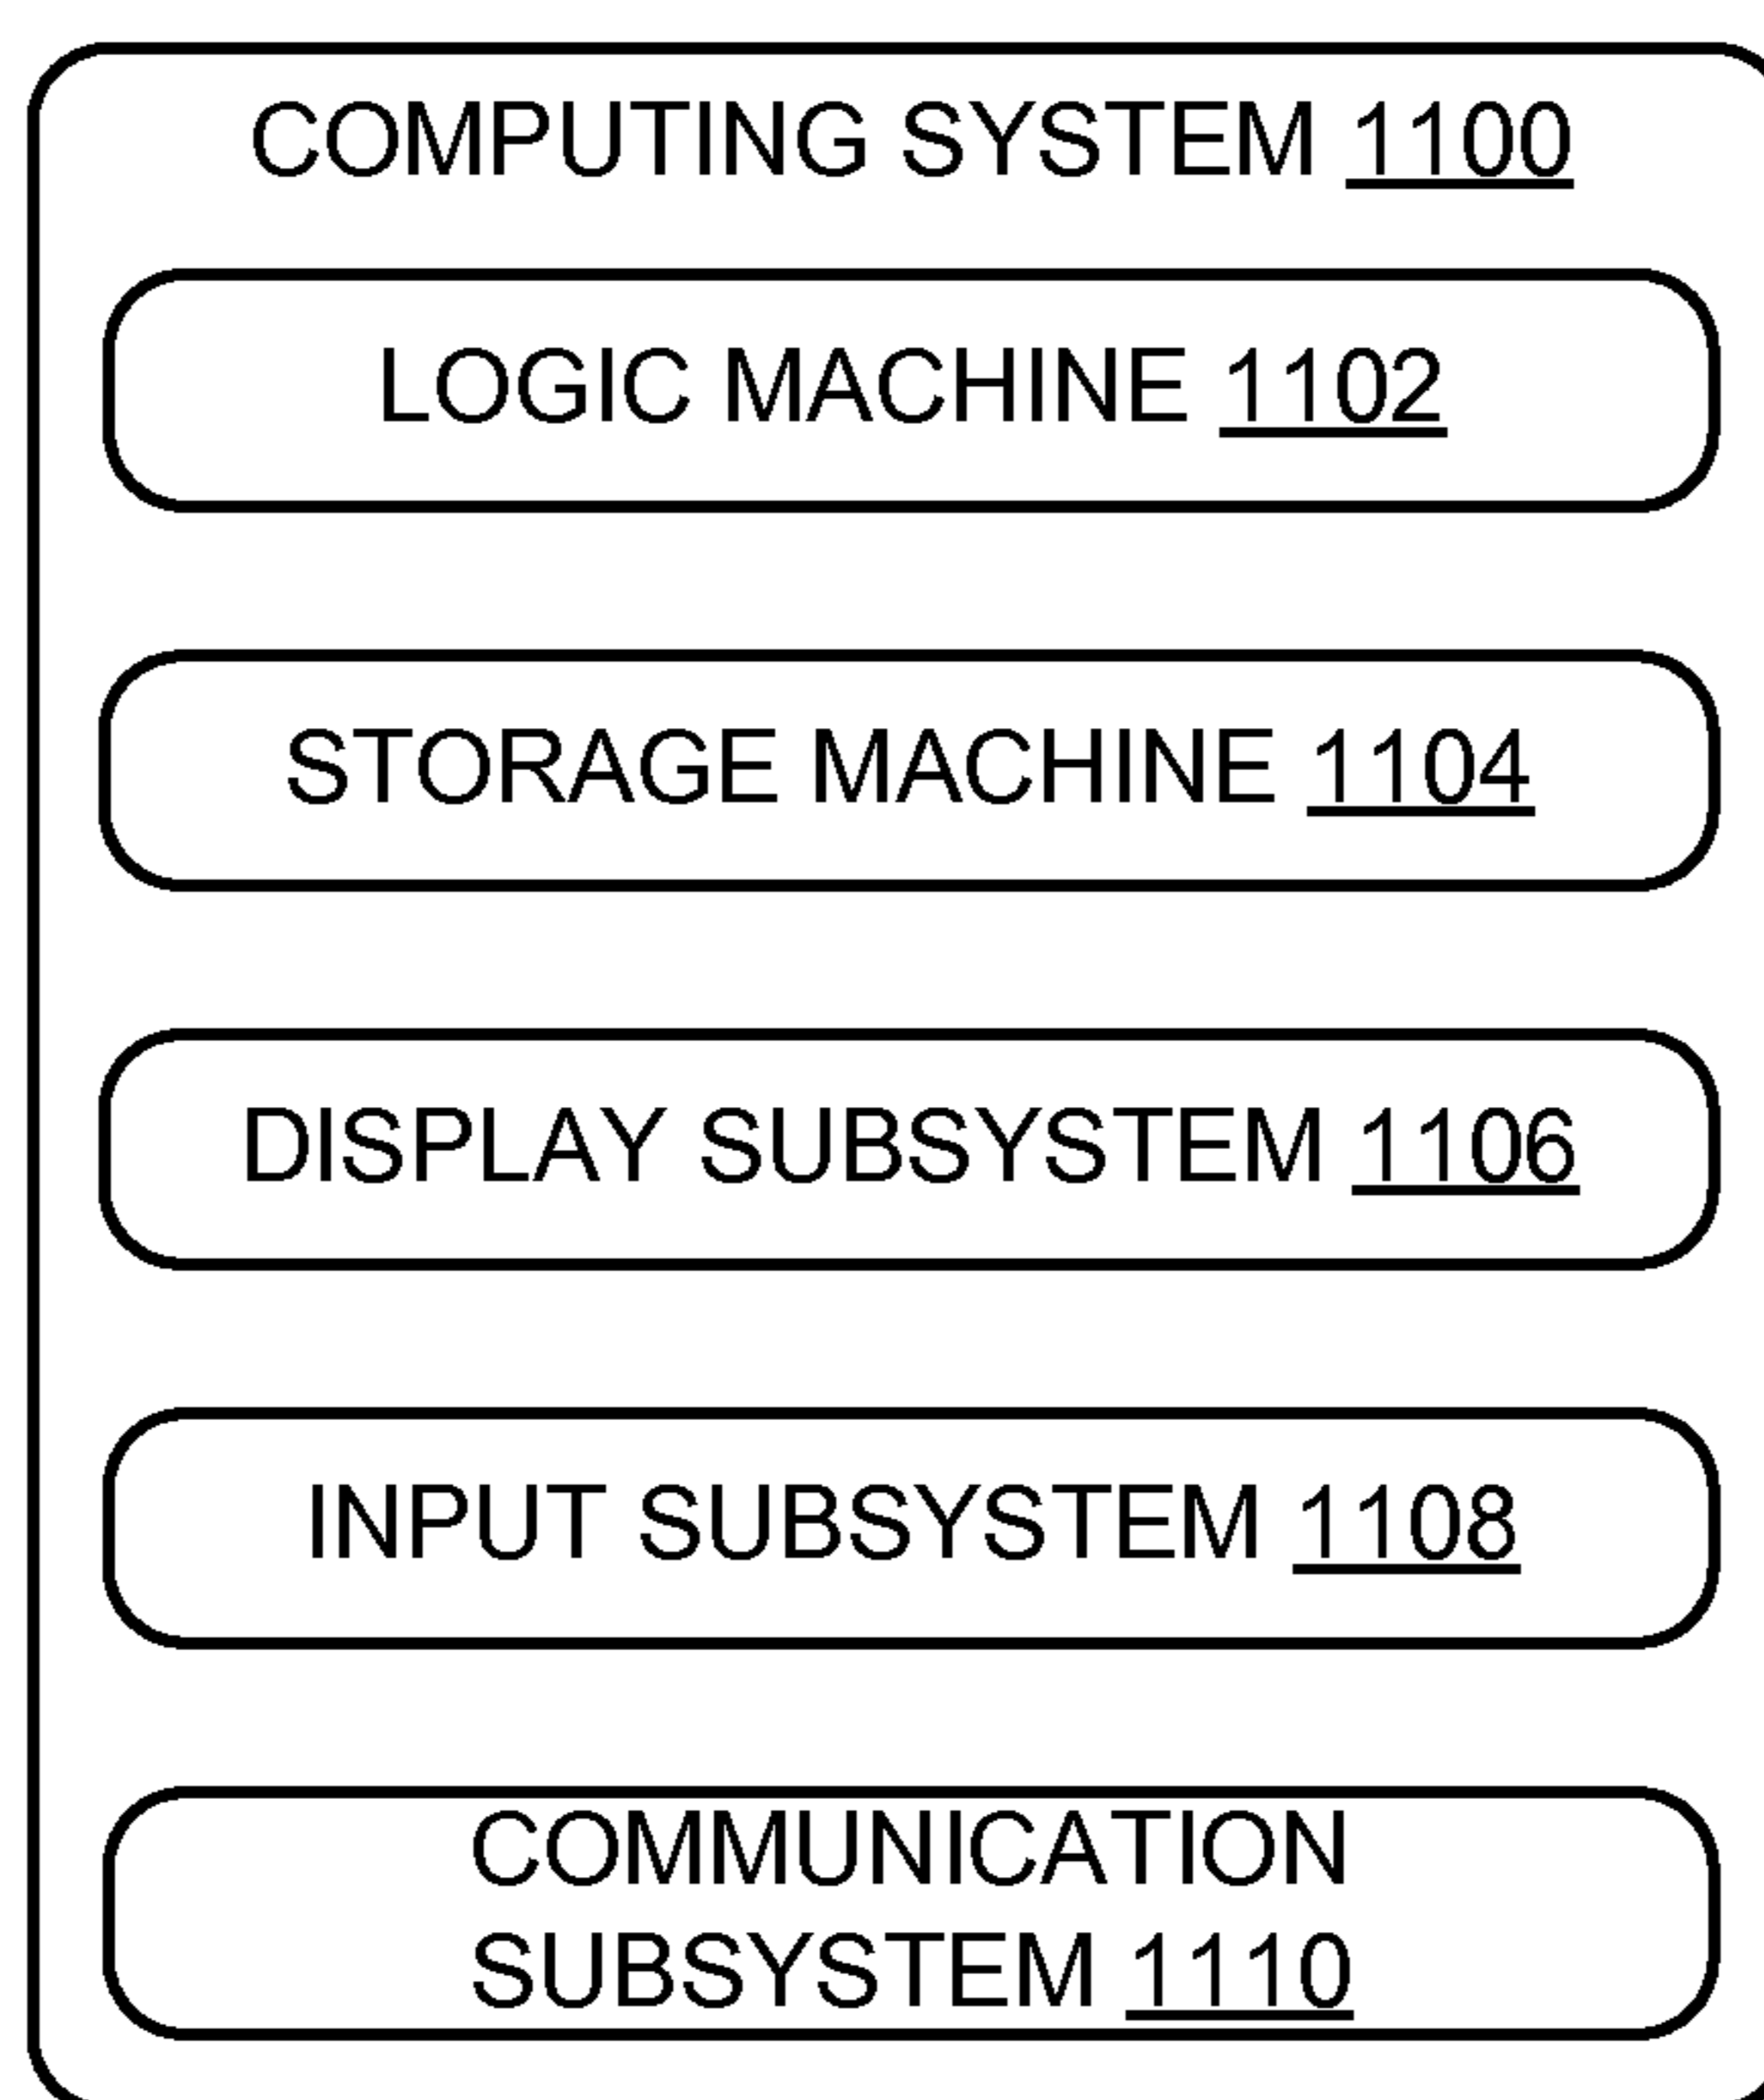 COMPUTING SYSTEM 1100
LOGIC MACHINE 1102
STORAGE MACHINE 1104
DISPLAY SUBSYSTEM 1106
INPUT SUBSYSTEM 1108
COMMUNICATION
SUBSYSTEM 1110